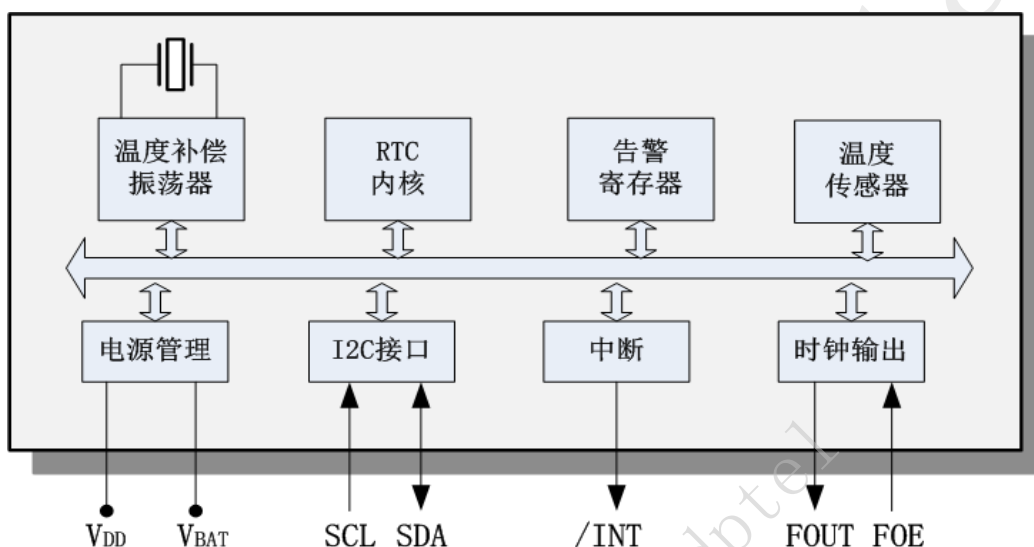 温度补偿
振荡器
RTC
内核
告警
寄存器
温度
传感器
电源管理
I2C接口
中断
时钟输出
VDD
VBAT
SCL
SDA
/INT
FOUT
FOE